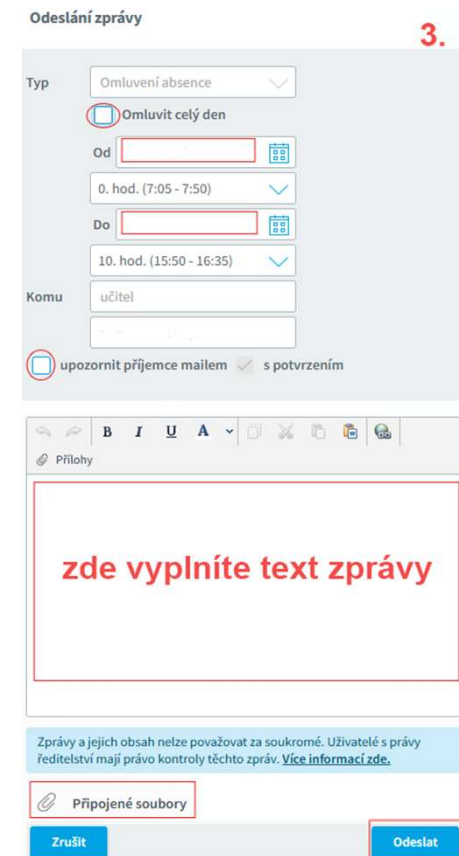 Odeslání zprávy
3.
Typ
Omluvení absence
Omluvit celý den
Od
0. hod. (7:05 - 7:50)
Do
10. hod. (15:50 - 16:35)
Komu učitel
upozornit příjemce mailem s potvrzením
B I U A
Přílohy
zde vyplníte text zprávy
Zprávy a jejich obsah nelze považovat za soukromé. Uživatelé s právy
ředitelství mají právo kontroly těchto zpráv. Více informací zde.
Připojené soubory
Zrušit Odeslat